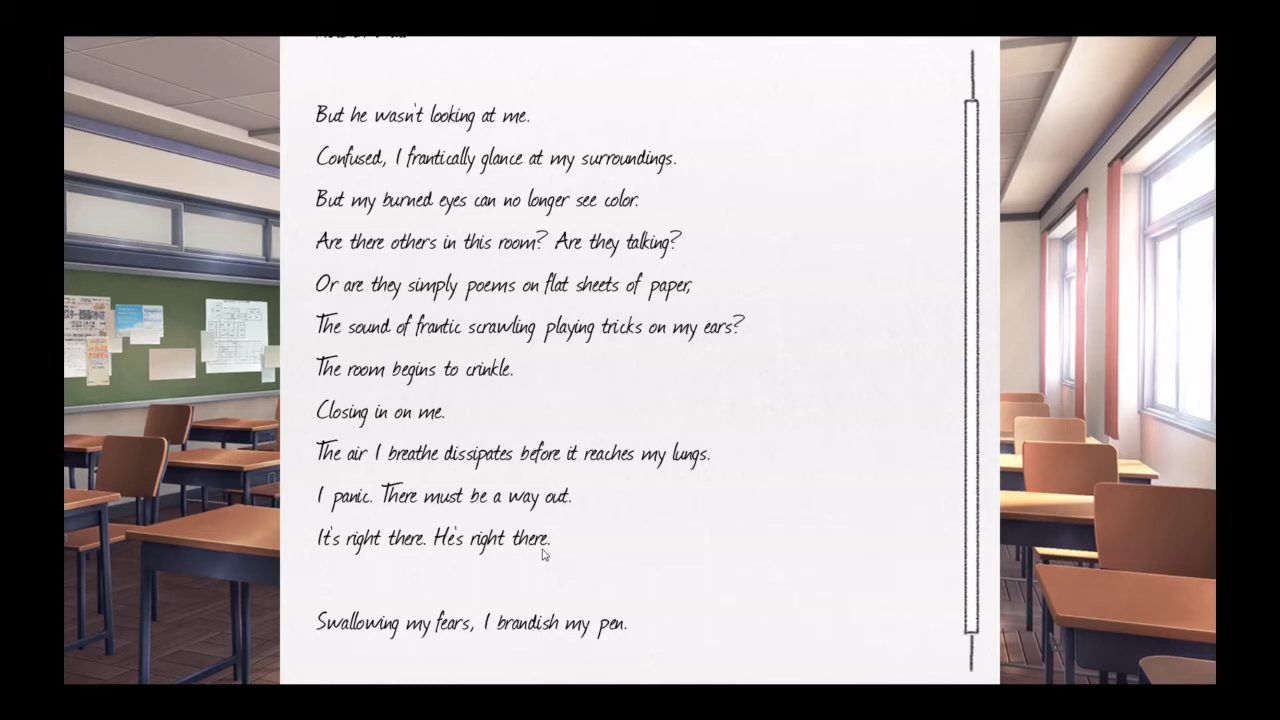 But he wasn't looking at me.
Confused, I frantically glance at my surroundings.
But my burned eyes can no longer see color.
Are there others in this room? Are they talking?
Or are they simply poems on flat sheets of paper,
The sound of frantic scrawling playing tricks on my ears?
The room begins to crinkle.
Closing in on me.
The air I breathe dissipates before it reaches my lungs.
I panic. There must be a way out.
It's right there. He's right there.
Swallowing my fears, I brandish my pen.